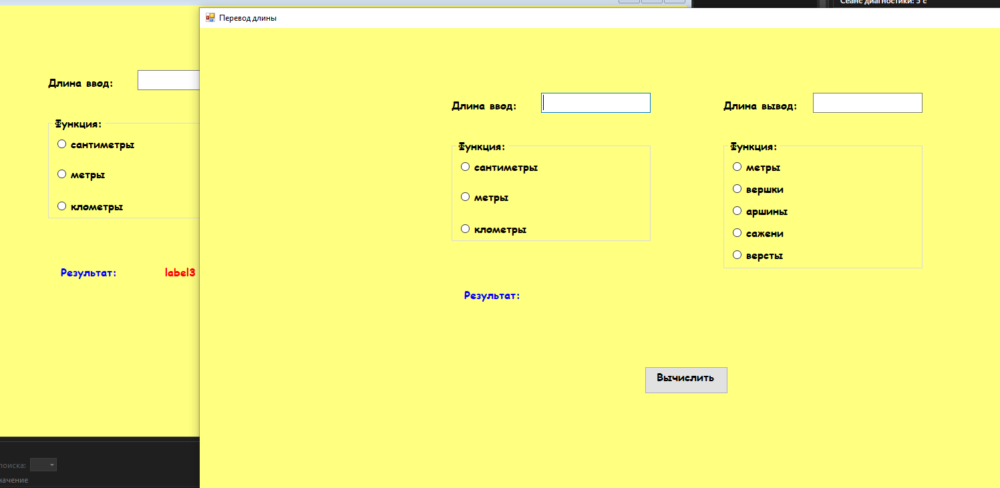 Сеанс диагностики: 5 с
Перевод длины
Длина ввод:
Функция:
сантиметры
метры
клометры
Результат:
label3
Длина ввод:
Длина вывод:
Функция:
сантиметры
метры
клометры
Функция:
метры
вершки
аршины
сажени
версты
Результат:
Вычислить
поиска:
начение